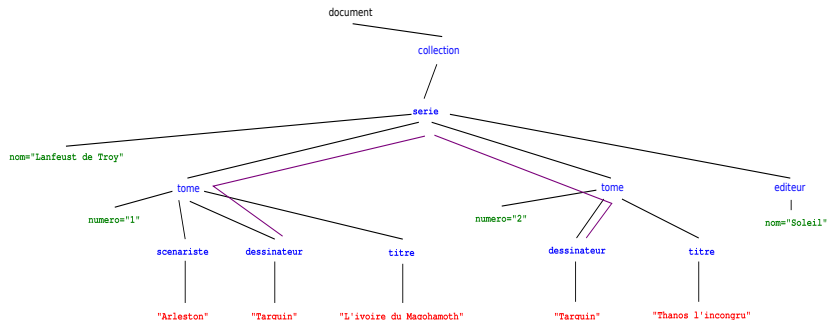 document
collection
serie
nom="Lanfeust de Troy"
tome
tome
editeur
numero="1"
numero="2"
nom="Soleil"
scenariste
dessinateur
titre
dessinateur
titre
"Arleston"
"Tarquin"
"L'ivoire du Magohamoth"
"Tarquin"
"Thanos l'incongru"